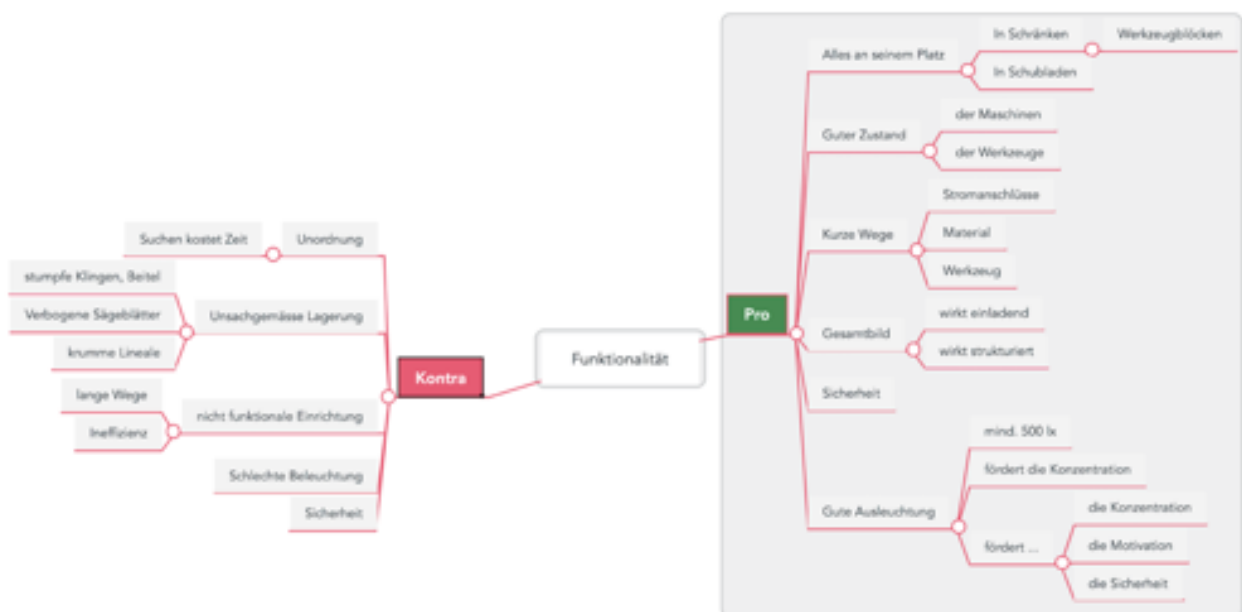 Funktionalität
Pro
Alles an seinem Platz
In Schränken
Werkzeugblöcken
In Schubladen
Guter Zustand
der Maschinen
der Werkzeuge
Kurze Wege
Stromanschlüsse
Material
Werkzeug
Gesamtbild
wirkt einladend
wirkt strukturiert
Sicherheit
Gute Ausleuchtung
mind. 500 lx
fördert die Konzentration
fördert ...
die Konzentration
die Motivation
die Sicherheit
Kontra
Unordnung
Suchen kostet Zeit
Unsachgemässe Lagerung
stumpfe Klingen, Beitel
Verbogene Sägeblätter
krumme Lineale
nicht funktionale Einrichtung
lange Wege
Ineffizienz
Schlechte Beleuchtung
Sicherheit